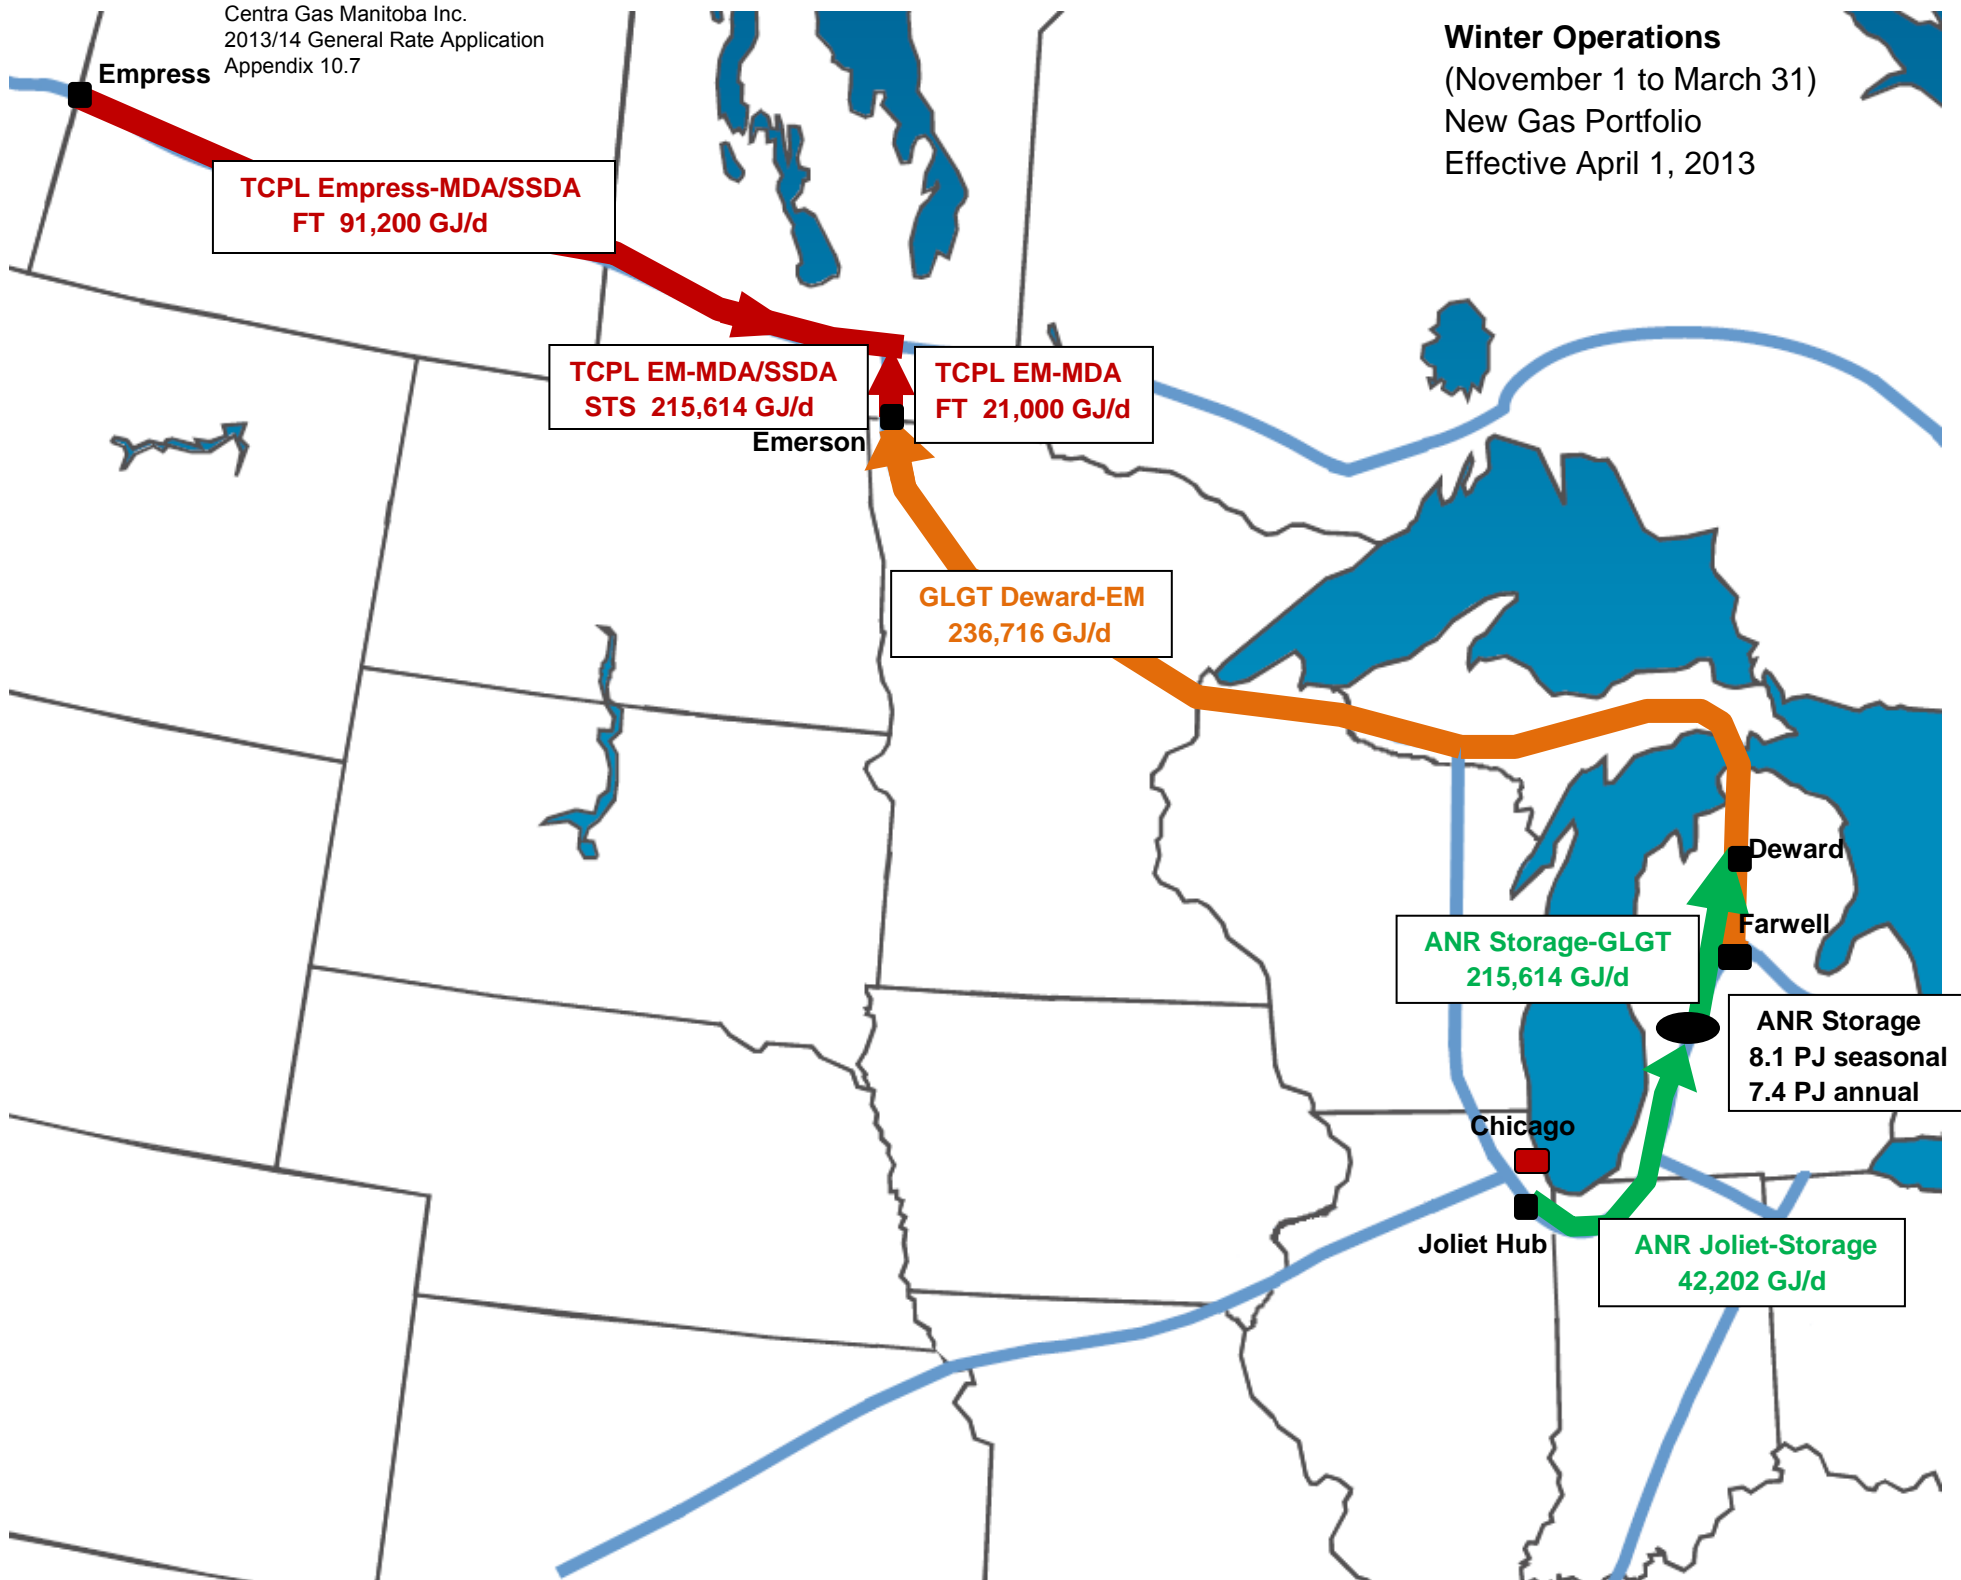 Centra Gas Manitoba Inc.
2013/14 General Rate Application
Appendix 10.7
Winter Operations
(November 1 to March 31)
New Gas Portfolio
Effective April 1, 2013
Empress
TCPL Empress-MDA/SSDA
FT 91,200 GJ/d
TCPL EM-MDA/SSDA
STS 215,614 GJ/d
TCPL EM-MDA
FT 21,000 GJ/d
Emerson
GLGT Deward-EM
236,716 GJ/d
Deward
Farwell
ANR Storage-GLGT
215,614 GJ/d
ANR Storage
8.1 PJ seasonal
7.4 PJ annual
Chicago
Joliet Hub
ANR Joliet-Storage
42,202 GJ/d